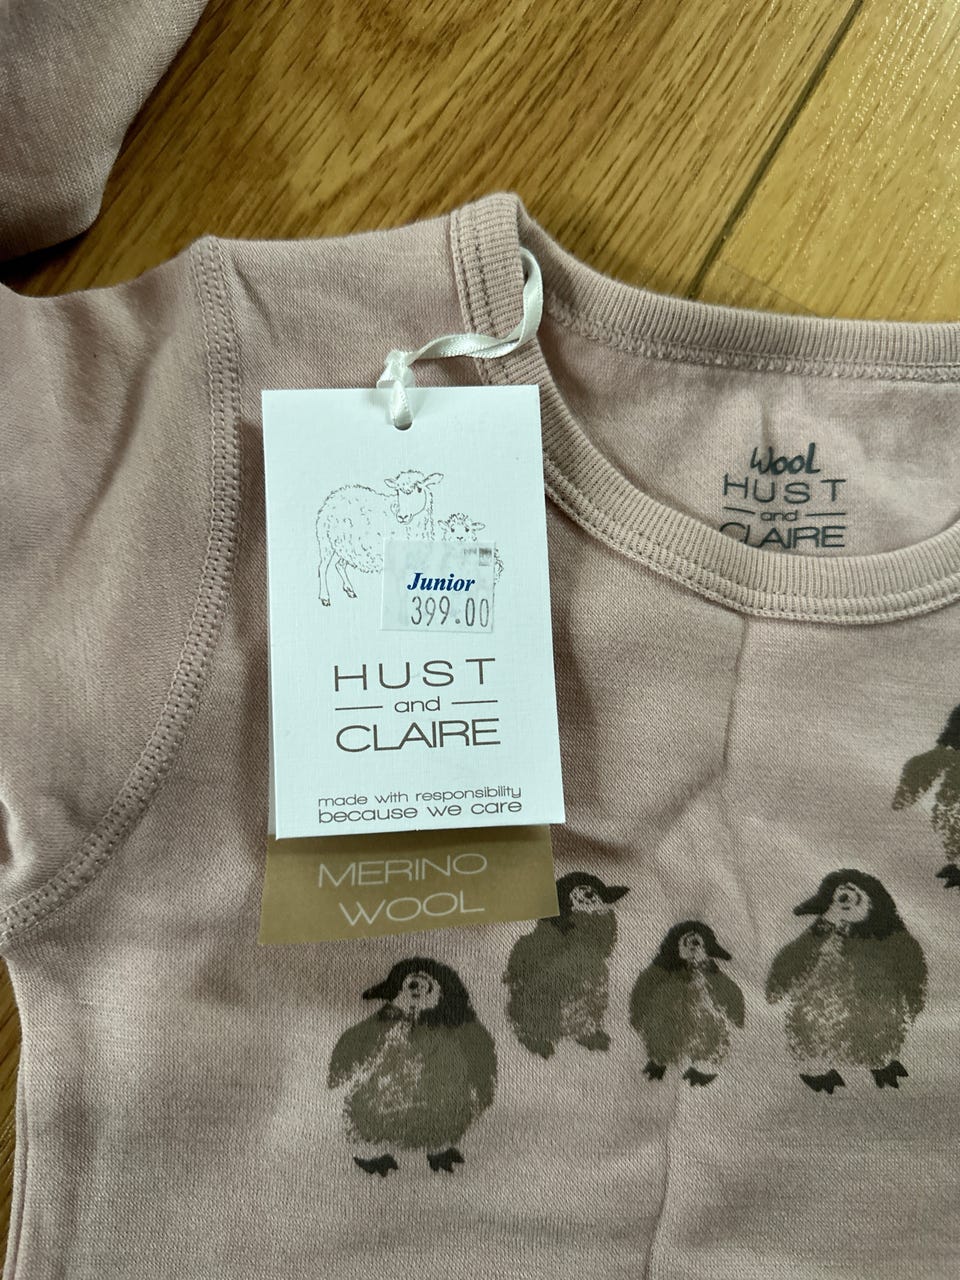 Wool
HUST
and
CLAIRE
Junior
399.00
HUST
and
CLAIRE
made with responsibility
because we care
MERINO
WOOL